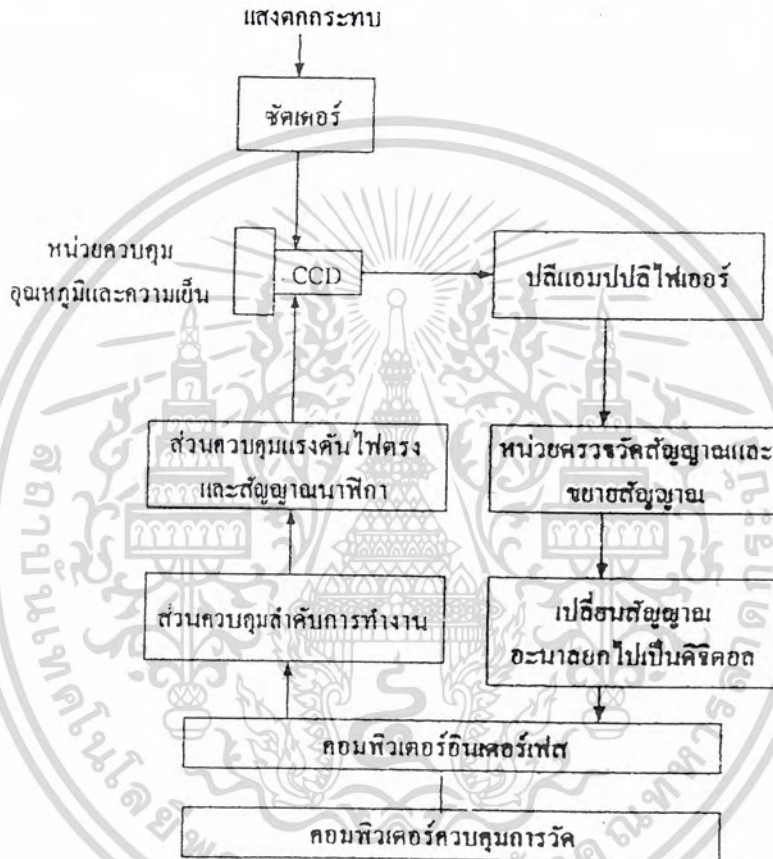 แสงตกกระทบ
ชัตเตอร์
หน่วยควบคุม
อุณหภูมิและความเย็น
CCD
ปลีแอมปปลิไฟเออร์
ส่วนควบคุมแรงดันไฟตรง
และสัญญาณนาฬิกา
หน่วยตรวจวัดสัญญาณและ
ขยายสัญญาณ
ส่วนควบคุมลำดับการทำงาน
เปลี่ยนสัญญาณ
อะนาลอกไปเป็นดิจิตอล
คอมพิวเตอร์อินเตอร์เฟส
คอมพิวเตอร์ควบคุมการวัด